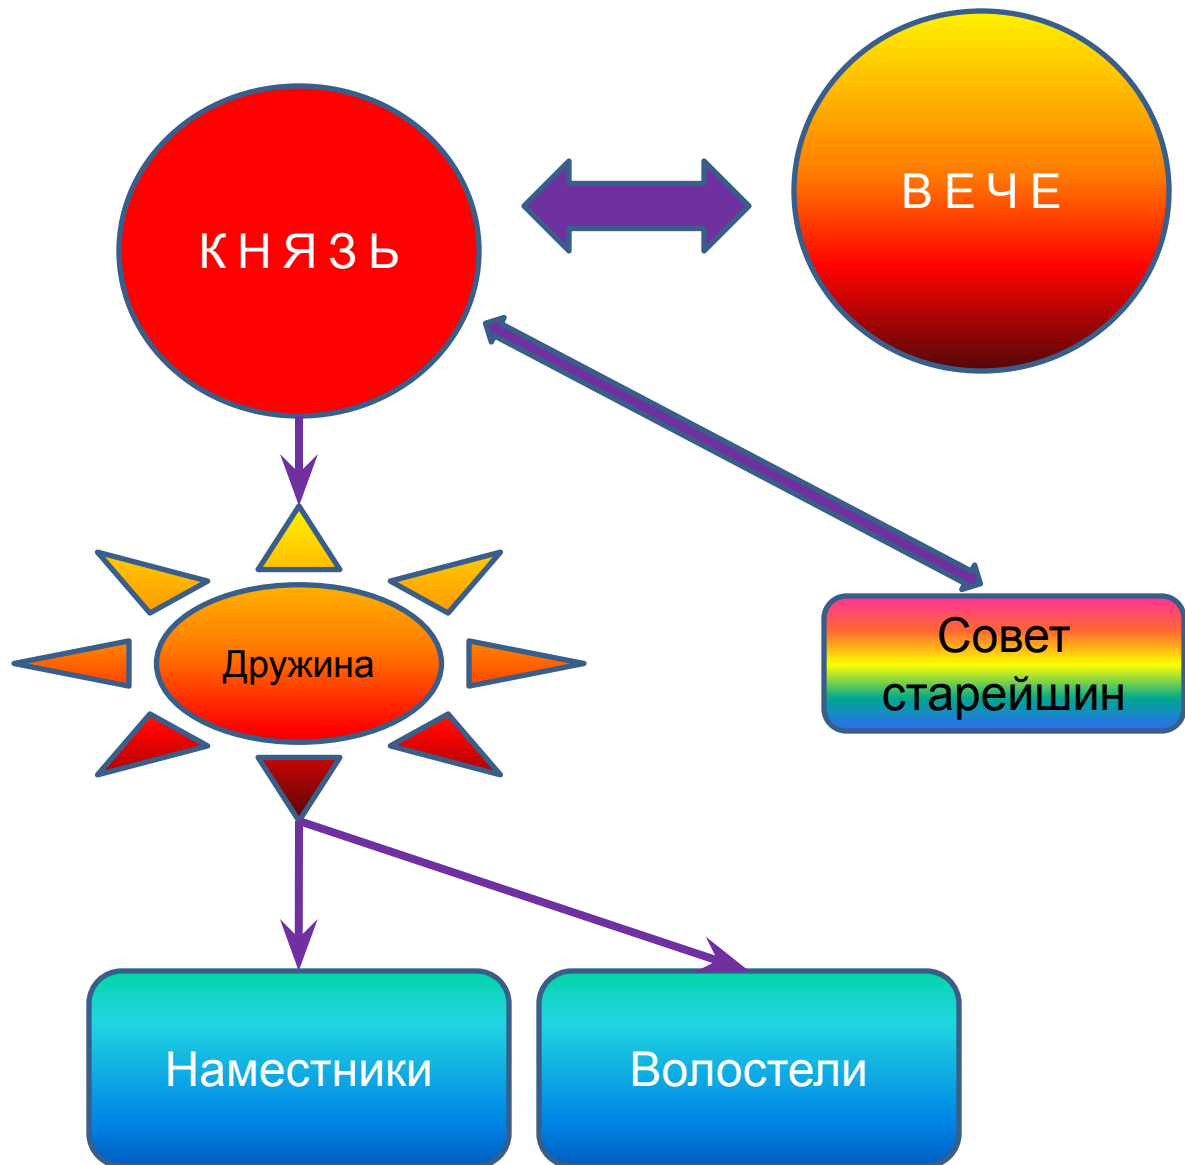 КНЯЗЬ
ВЕЧЕ
Дружина
Совет
старейшин
Наместники
Волостели